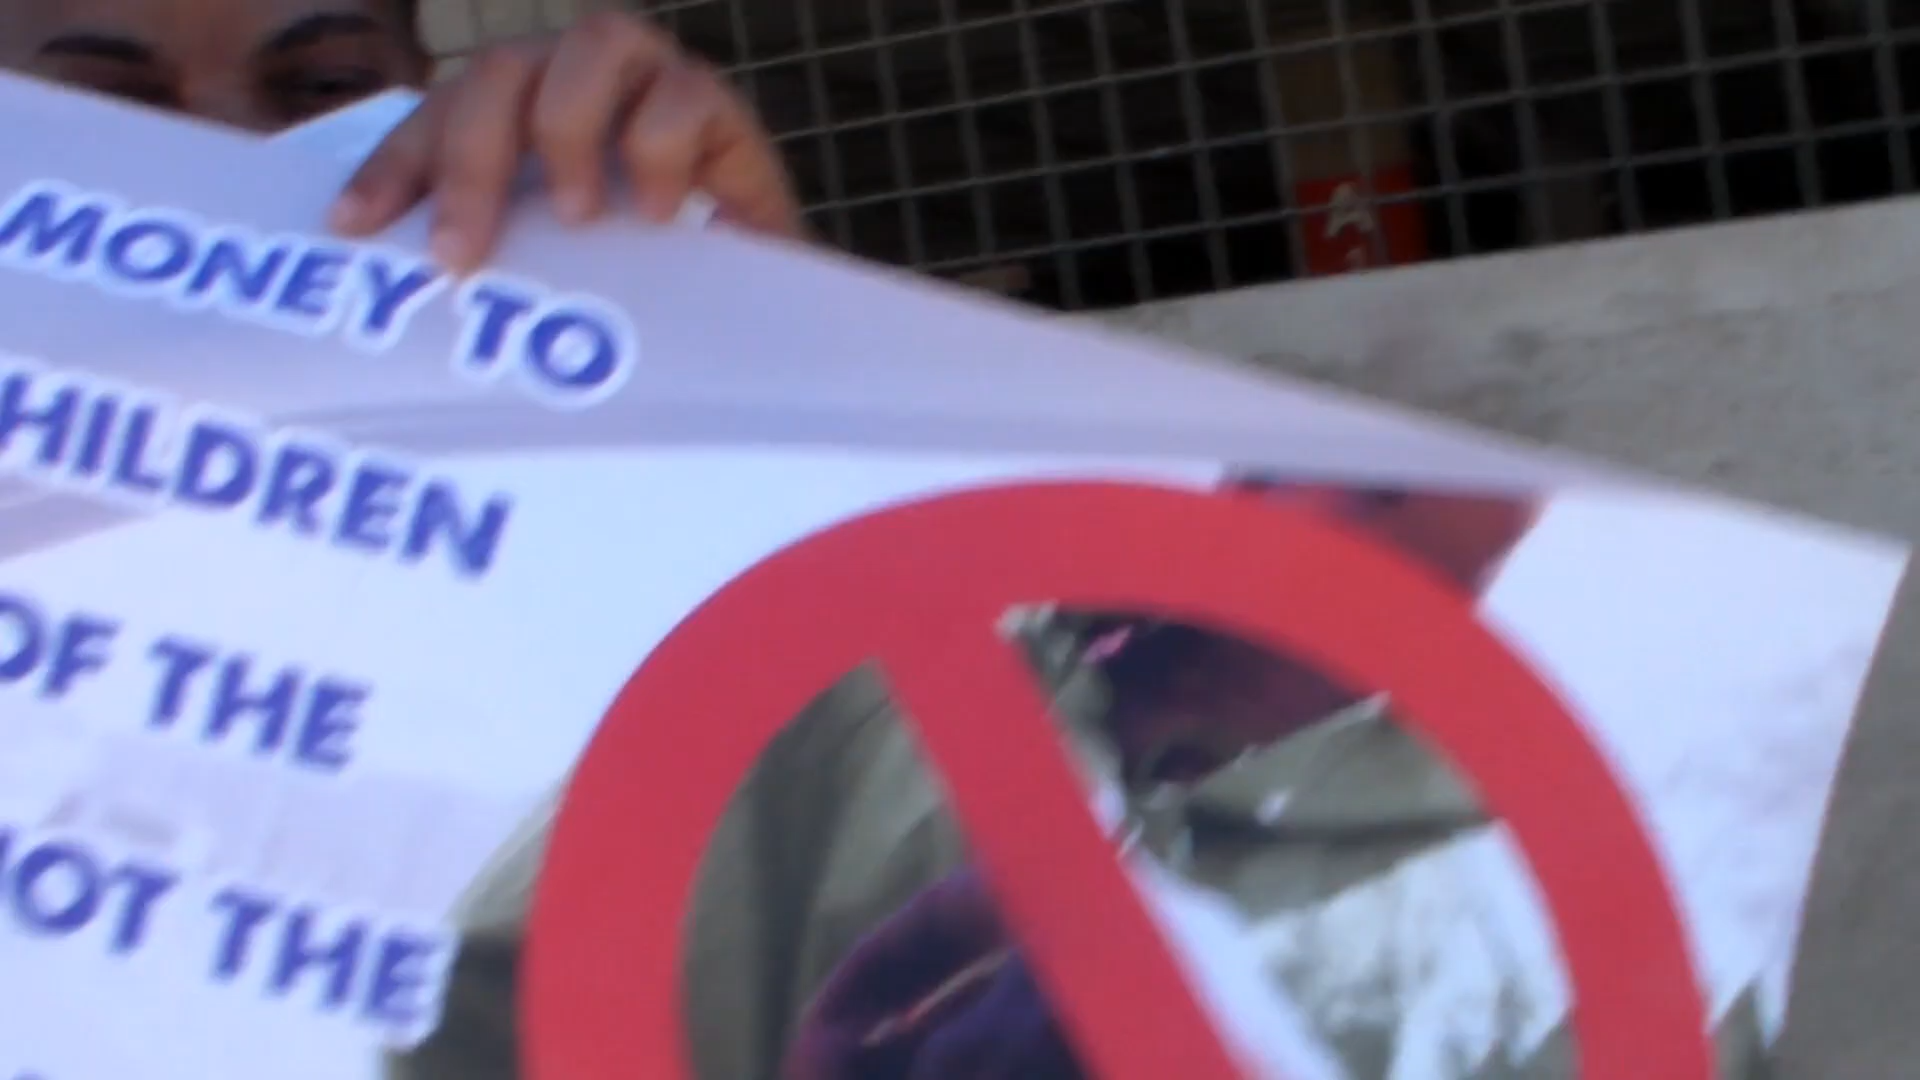 MONEY TO
HILDREN
OF THE
OT THE
A